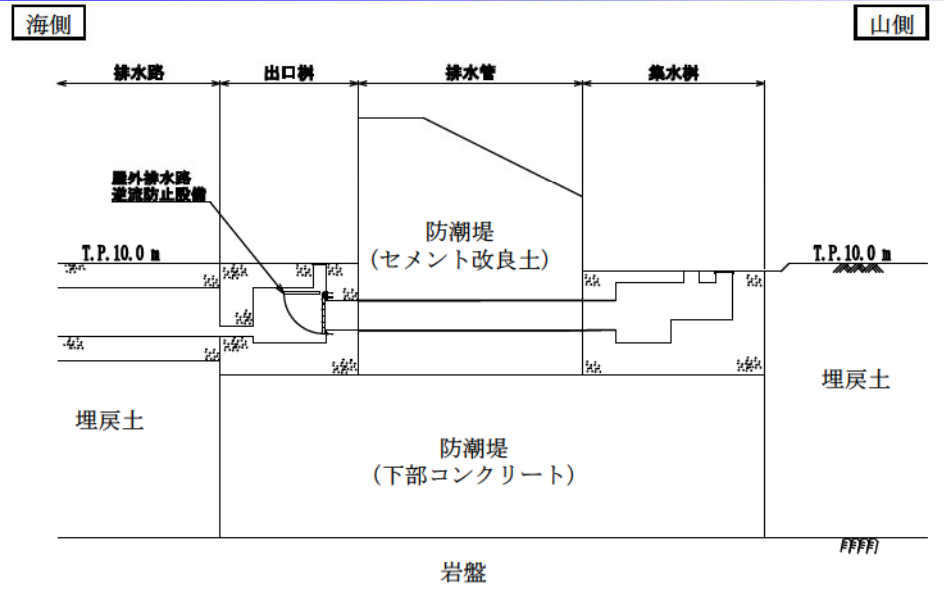 海側
山側
排水路
出口桝
排水管
集水桝
屋外排水路
逆流防止設備
防潮堤
(セメント改良土)
T.P.10.0 m
T.P.10.0 m
埋戻土
埋戻土
防潮堤
(下部コンクリート)
岩盤